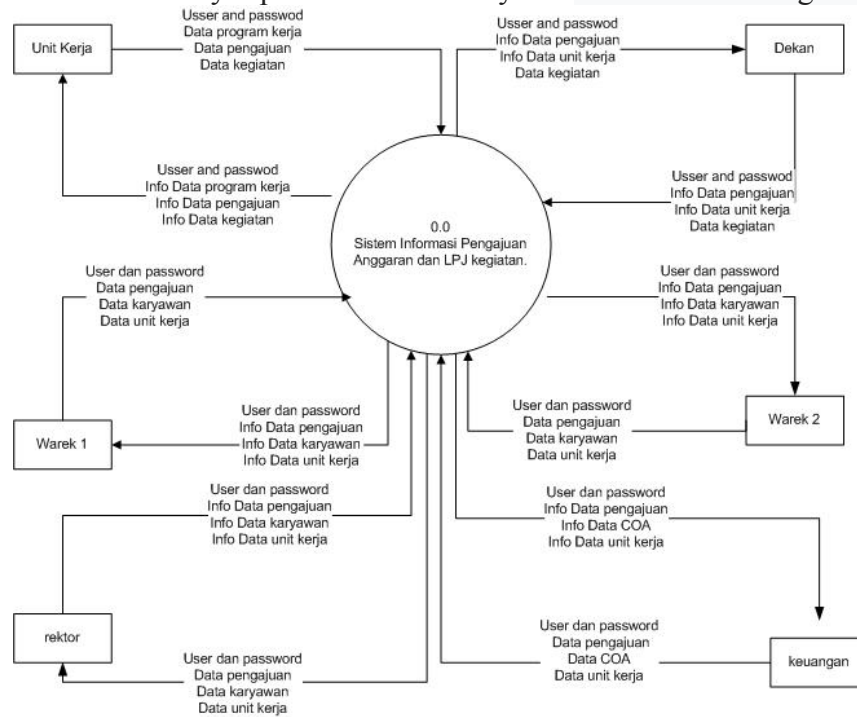 Unit Kerja
Usser and passwod
Data program kerja
Data pengajuan
Data kegiatan
Usser and passwod
Info Data pengajuan
Info Data unit kerja
Data kegiatan
Dekan
Usser and passwod
Info Data program kerja
Info Data pengajuan
Info Data kegiatan
Usser and passwod
Info Data pengajuan
Info Data unit kerja
Data kegiatan
0.0
Sistem Informasi Pengajuan
Anggaran dan LPJ kegiatan.
User dan password
Data pengajuan
Data karyawan
Data unit kerja
User dan password
Info Data pengajuan
Info Data karyawan
Info Data unit kerja
Warek 1
User dan password
Info Data pengajuan
Info Data karyawan
Info Data unit kerja
User dan password
Data pengajuan
Data karyawan
Data unit kerja
Warek 2
User dan password
Info Data pengajuan
Info Data karyawan
Info Data unit kerja
User dan password
Info Data pengajuan
Info Data COA
Info Data unit kerja
rektor
User dan password
Data pengajuan
Data karyawan
Data unit kerja
User dan password
Data pengajuan
Data COA
Data unit kerja
keuangan